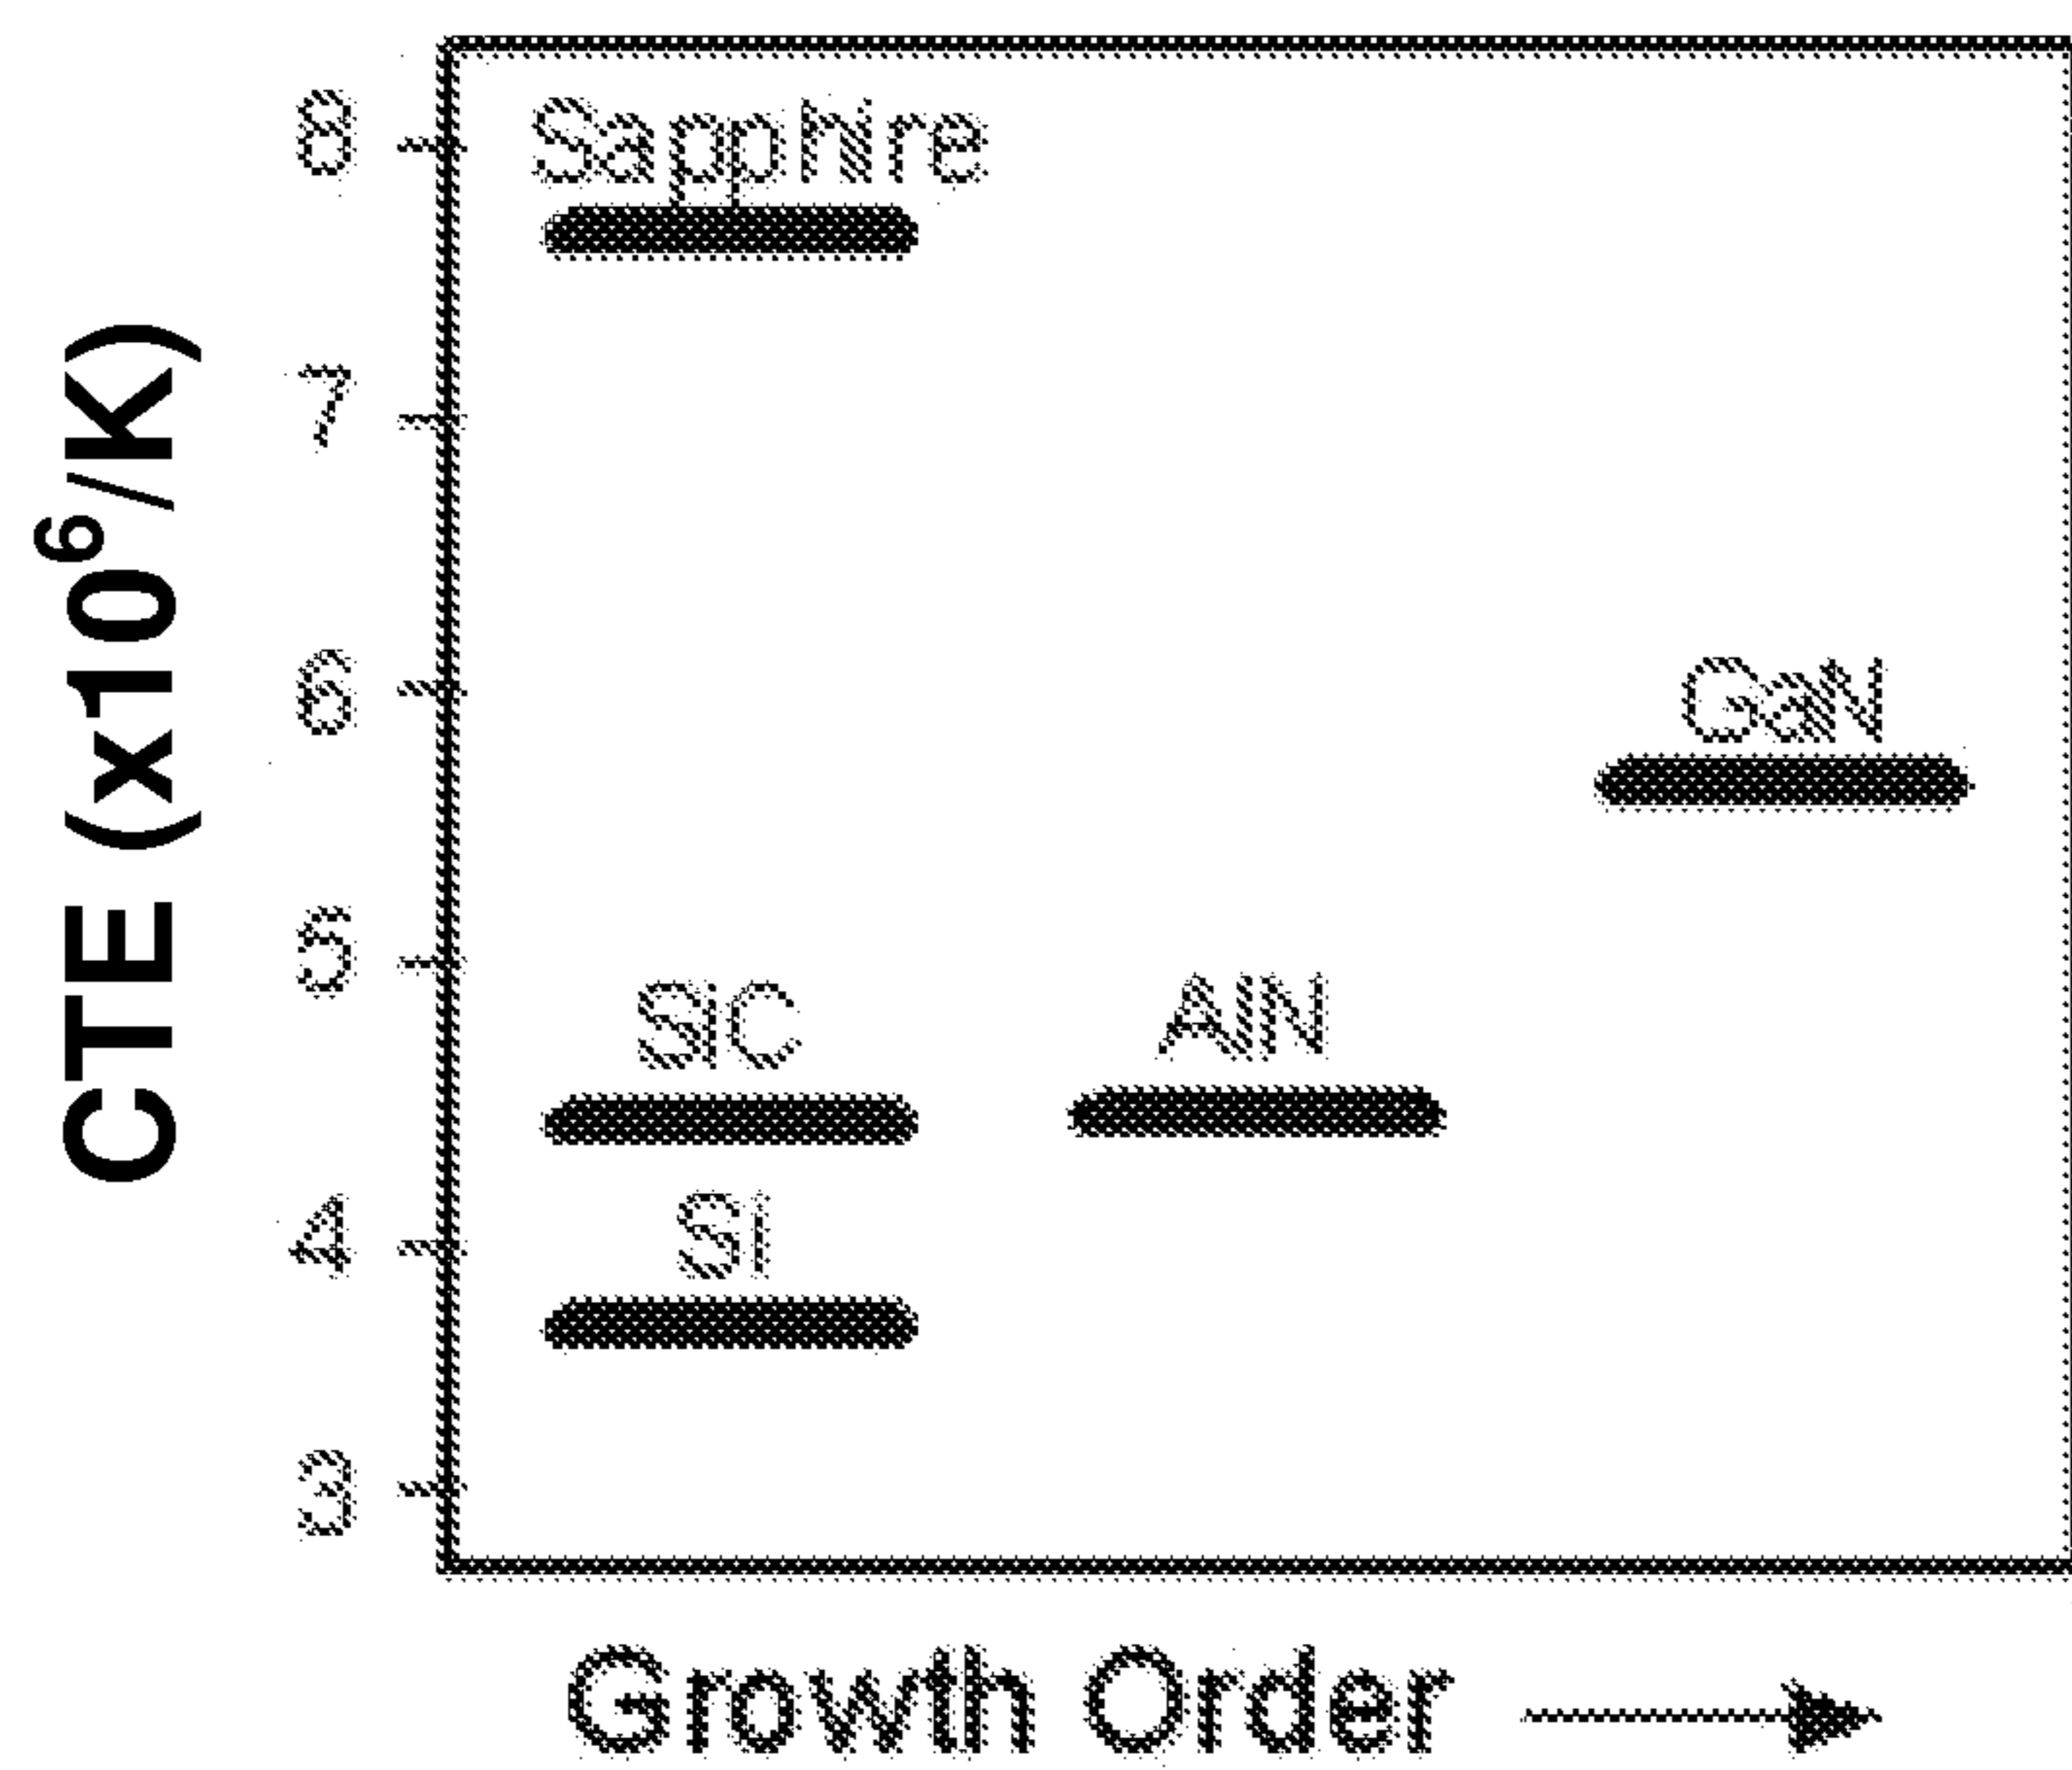 CTE (x10⁶/K)
8
7
6
5
4
3
Sapphire
GaN
SiC
AlN
Si
Growth Order